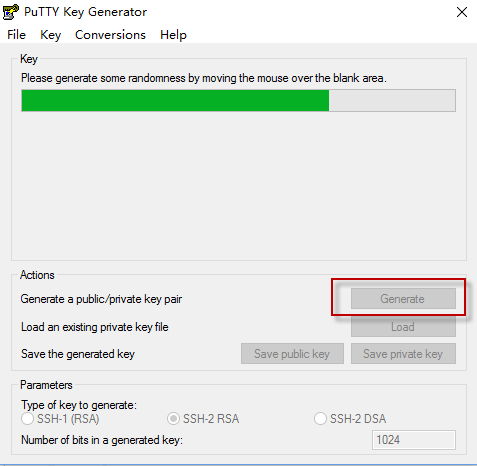 PuTTY Key Generator
File Key Conversions Help
Key
Please generate some randomness by moving the mouse over the blank area.
Actions
Generate a public/private key pair
Generate
Load an existing private key file
Load
Save the generated key
Save public key
Save private key
Parameters
Type of key to generate:
SSH-1 (RSA) SSH-2 RSA SSH-2 DSA
Number of bits in a generated key:
1024